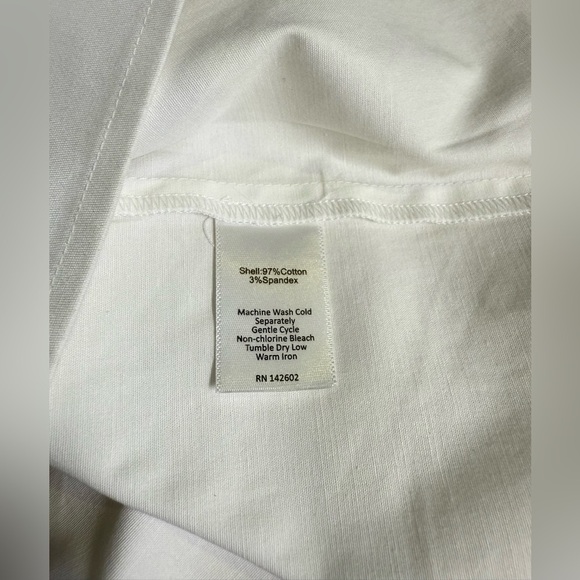 Shell:97%Cotton
3%Spandex
Machine Wash Cold
Separately
Gentle Cycle
Non-chlorine Bleach
Tumble Dry Low
Warm Iron
RN 142602